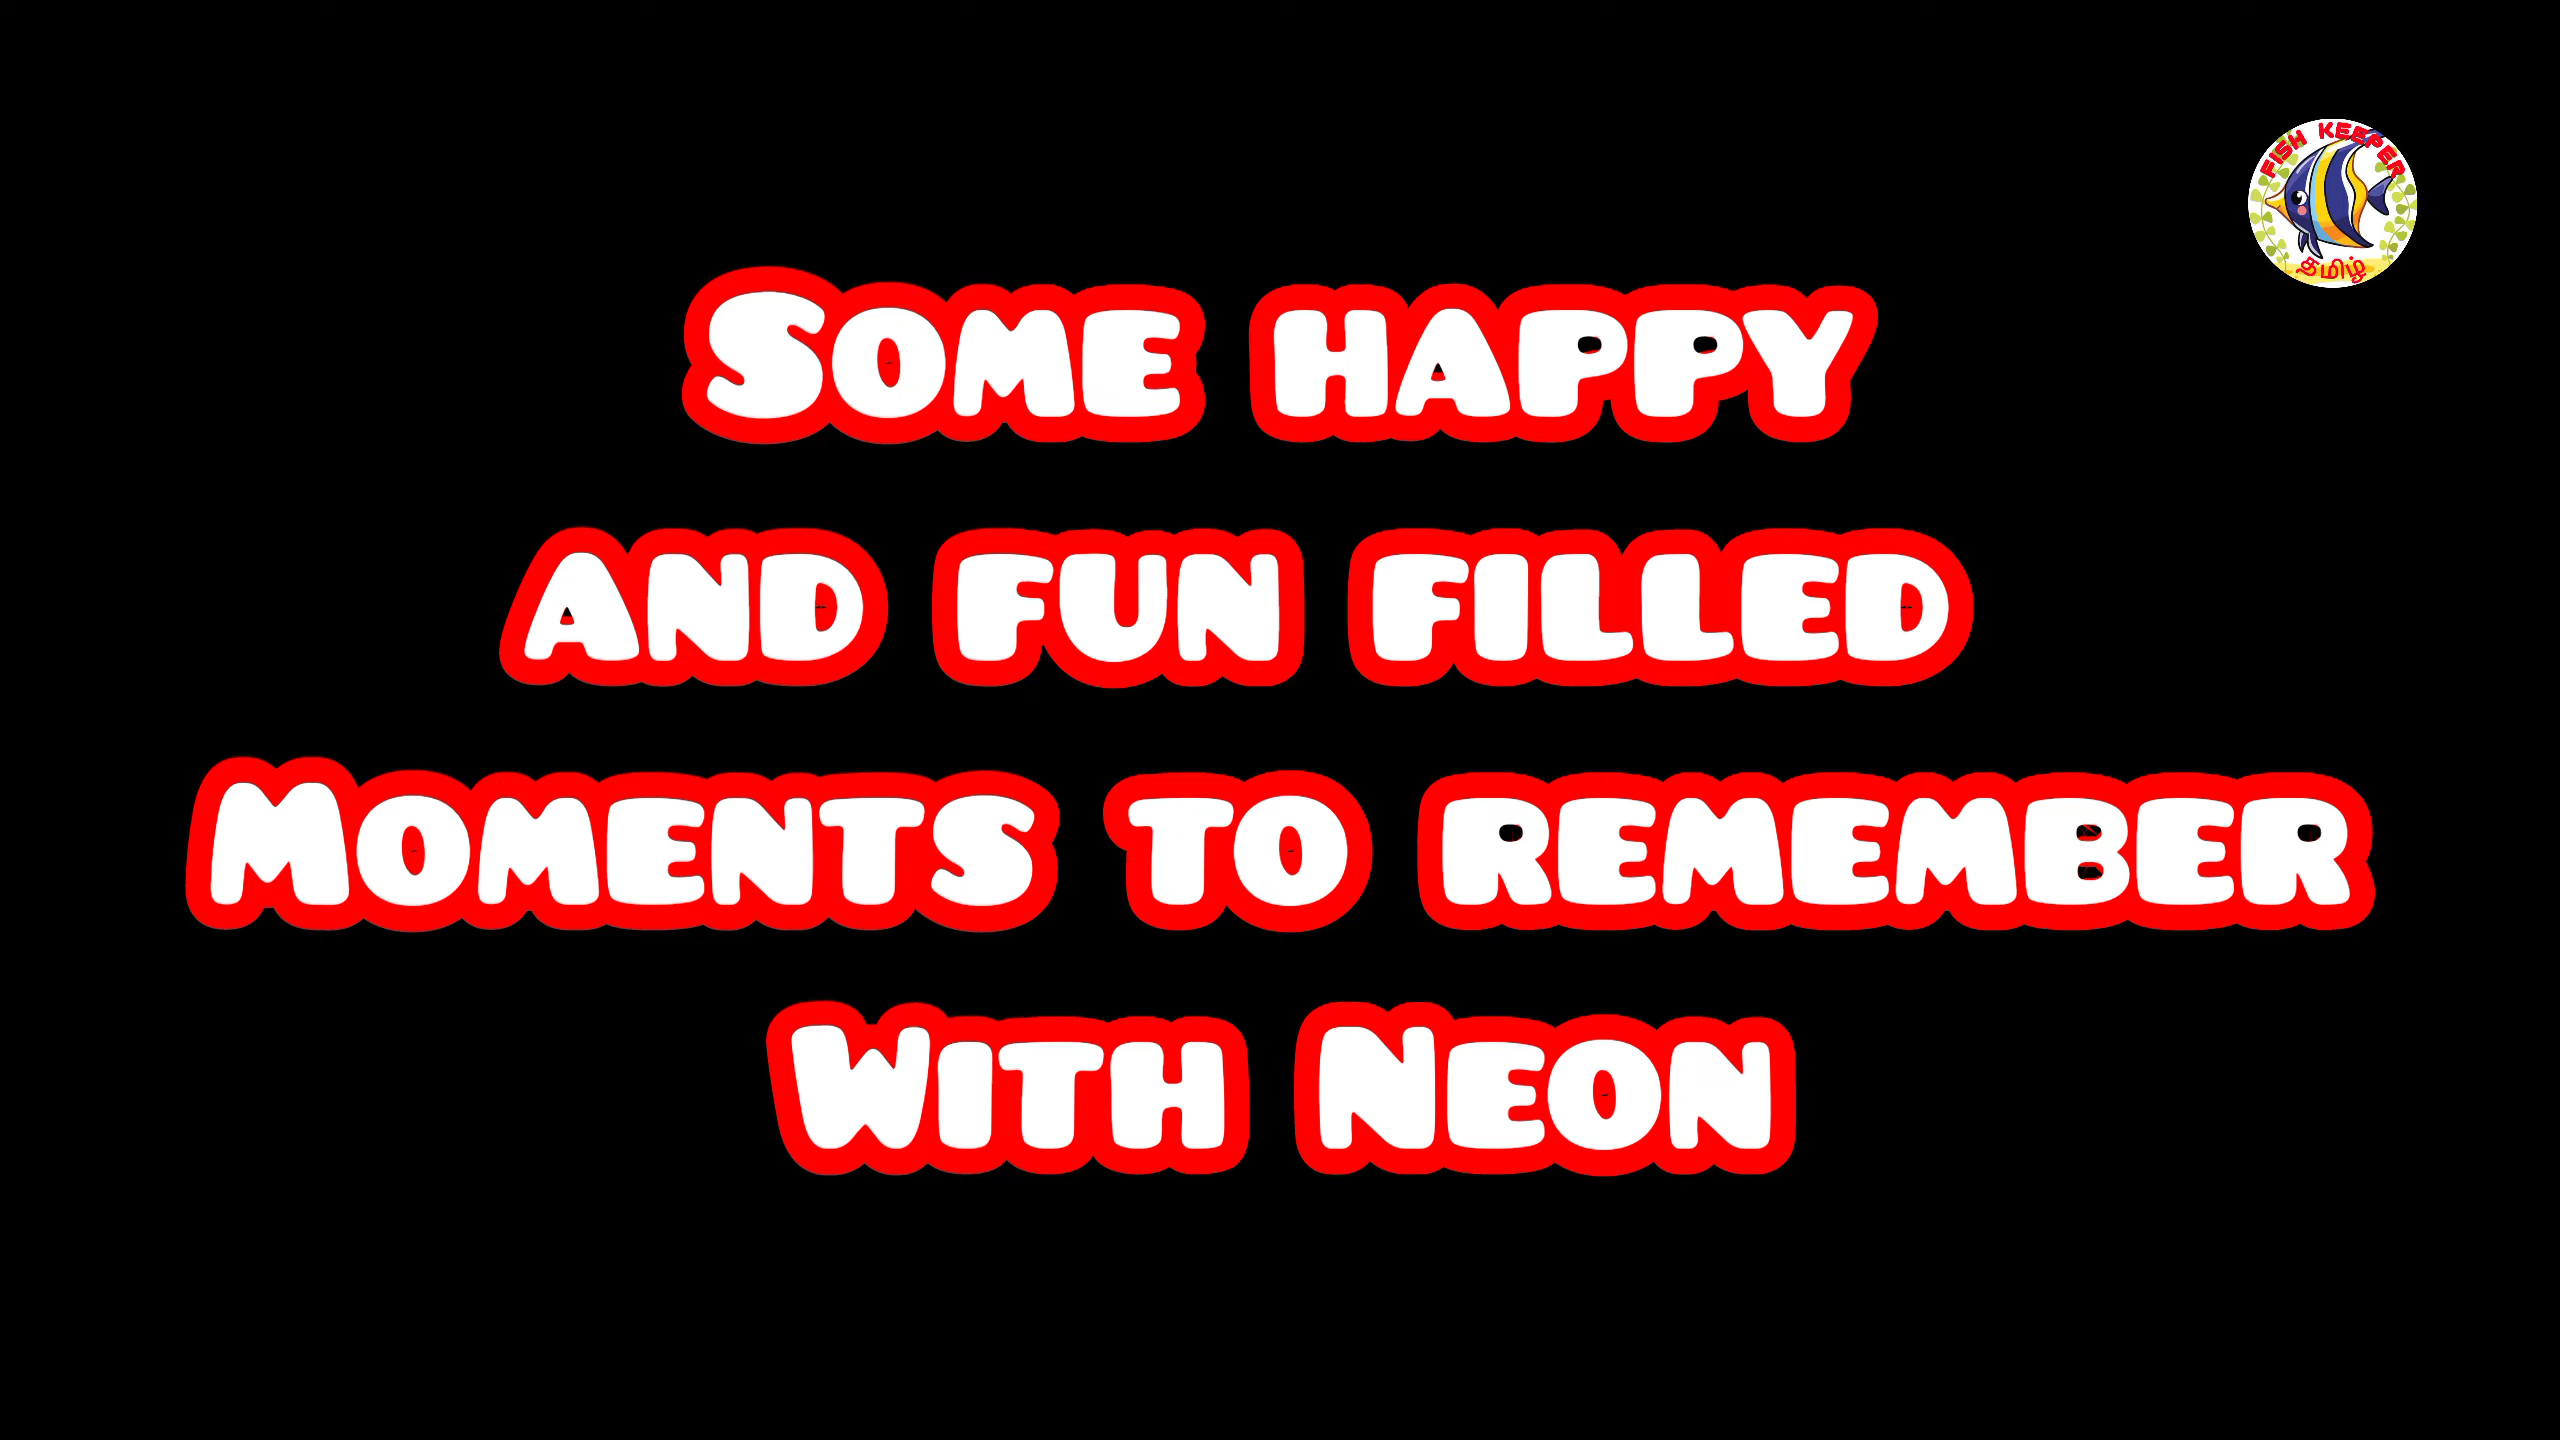 FISH KEEPER
தமிழ்
Some happy
and fun filled
Moments to remember
With Neon